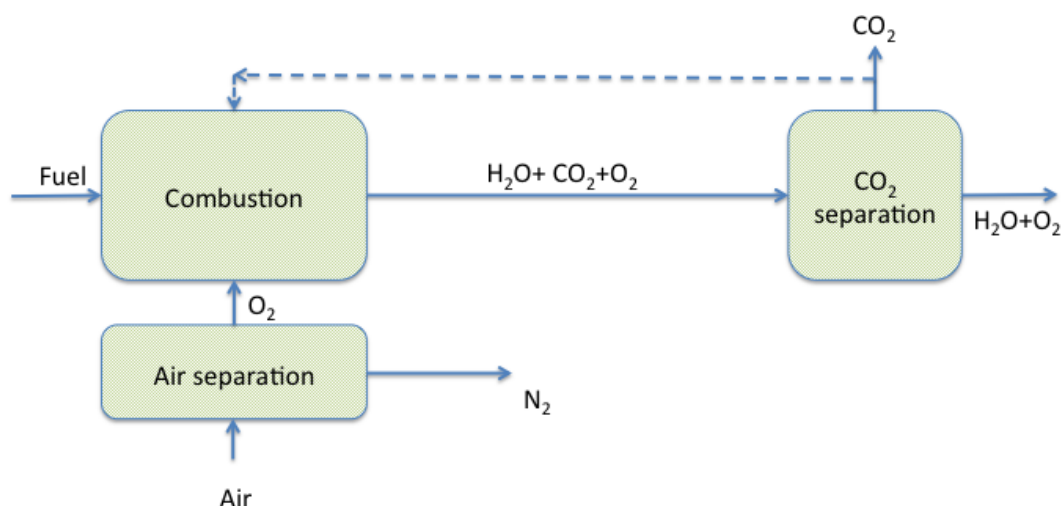 CO₂
Fuel
Combustion
H₂O+ CO₂+O₂
CO₂
separation
H₂O+O₂
O₂
Air separation
N₂
Air